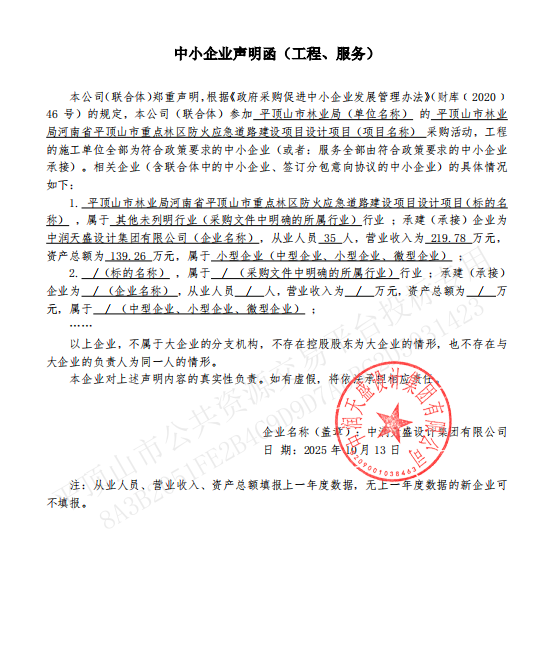 中小企业声明函（工程、服务）
本公司（联合体）郑重声明，根据《政府采购促进中小企业发展管理办法》（财库﹝2020﹞
46 号）的规定，本公司（联合体）参加 平顶山市林业局（单位名称） 的 平顶山市林业
局河南省平顶山市重点林区防火应急道路建设项目设计项目（项目名称） 采购活动，工程
的施工单位全部为符合政策要求的中小企业（或者：服务全部由符合政策要求的中小企业
承接）。相关企业（含联合体中的中小企业、签订分包意向协议的中小企业）的具体情况
如下：
1. 平顶山市林业局河南省平顶山市重点林区防火应急道路建设项目设计项目（标的名
称） ，属于 其他未列明行业（采购文件中明确的所属行业）行业 ；承建（承接）企业为
中润天盛设计集团有限公司（企业名称），从业人员 35 人，营业收入为 219.78 万元，
资产总额为 139.26 万元，属于 小型企业（中型企业、小型企业、微型企业） ；
2. /（标的名称） ，属于 /（采购文件中明确的所属行业）行业 ；承建（承接）
企业为 /（企业名称） ，从业人员 / 人，营业收入为 / 万元，资产总额为 / 万
元，属于 /（中型企业、小型企业、微型企业） ；
……
以上企业，不属于大企业的分支机构，不存在控股股东为大企业的情形，也不存在与
大企业的负责人为同一人的情形。
本企业对上述声明内容的真实性负责。如有虚假，将依法承担相应责任。
企业名称（盖章）：中润天盛设计集团有限公司
日 期：2025 年 10 月 13 日
中润天盛设计集团有限公司
注：从业人员、营业收入、资产总额填报上一年度数据，无上一年度数据的新企业可
不填报。
平顶山市公共资源交易平台投标